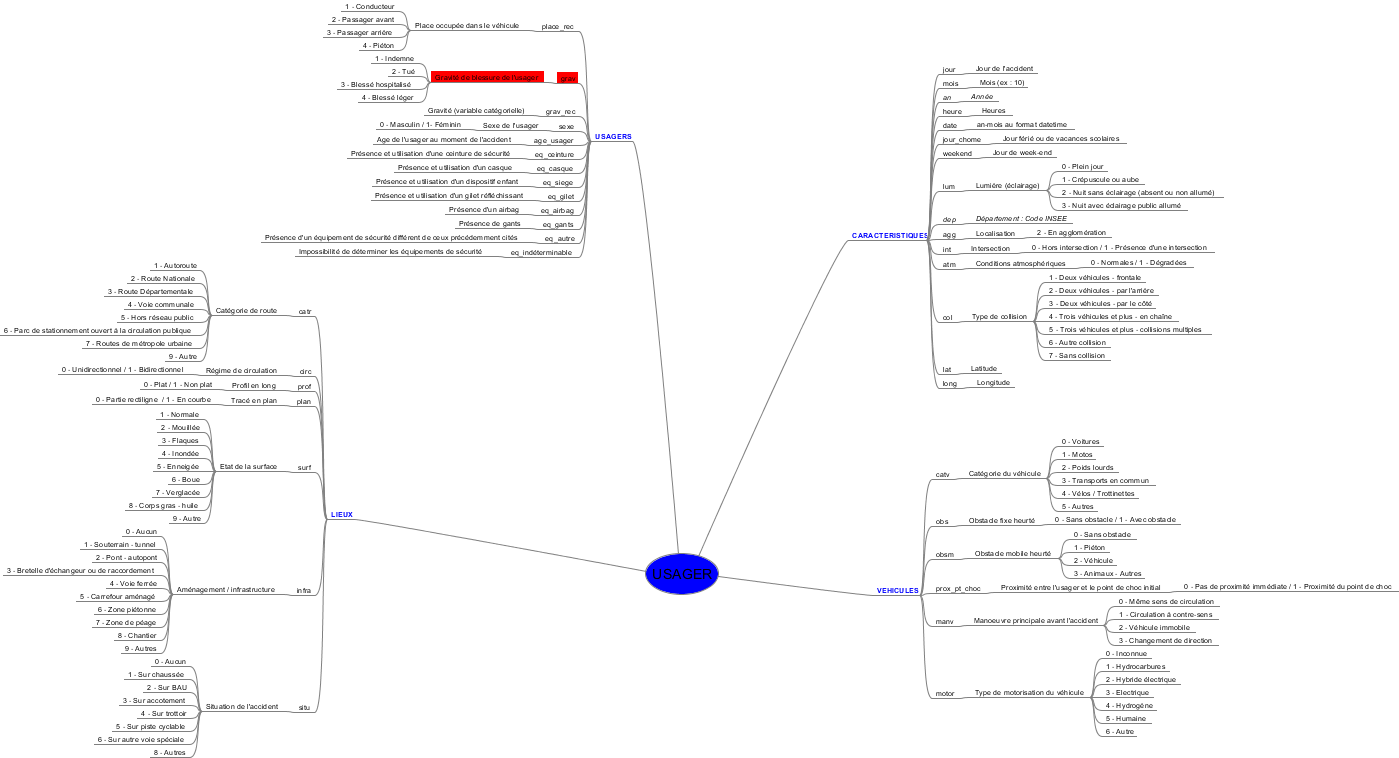 USAGER
USAGERS
place_rec
Place occupée dans le véhicule
1 - Conducteur
2 - Passager avant
3 - Passager arrière
4 - Piéton
grav
Gravité de blessure de l'usager
1 - Indemne
2 - Tué
3 - Blessé hospitalisé
4 - Blessé léger
grav_rec
Gravité (variable catégorielle)
sexe
Sexe de l'usager
0 - Masculin / 1- Féminin
age_usager
Age de l'usager au moment de l'accident
eq_ceinture
Présence et utilisation d'une ceinture de sécurité
eq_casque
Présence et utilisation d'un casque
eq_siege
Présence et utilisation d'un dispositif enfant
eq_gilet
Présence et utilisation d'un gilet réfléchissant
eq_airbag
Présence d'un airbag
eq_gants
Présence de gants
eq_autre
Présence d'un équipement de sécurité différent de ceux précédemment cités
eq_indéterminable
Impossibilité de déterminer les équipements de sécurité
LIEUX
catr
Catégorie de route
1 - Autoroute
2 - Route Nationale
3 - Route Départementale
4 - Voie communale
5 - Hors réseau public
6 - Parc de stationnement ouvert à la circulation publique
7 - Routes de métropole urbaine
9 - Autre
circ
Régime de circulation
0 - Unidirectionnel / 1 - Bidirectionnel
prof
Profil en long
0 - Plat / 1 - Non plat
plan
Tracé en plan
0 - Partie rectiligne / 1 - En courbe
surf
Etat de la surface
1 - Normale
2 - Mouillée
3 - Flaques
4 - Inondée
5 - Enneigée
6 - Boue
7 - Verglacée
8 - Corps gras - huile
9 - Autre
infra
Aménagement / infrastructure
0 - Aucun
1 - Souterrain - tunnel
2 - Pont - autopont
3 - Bretelle d'échangeur ou de raccordement
4 - Voie ferrée
5 - Carrefour aménagé
6 - Zone piétonne
7 - Zone de péage
8 - Chantier
9 - Autres
situ
Situation de l'accident
0 - Aucun
1 - Sur chaussée
2 - Sur BAU
3 - Sur accotement
4 - Sur trottoir
5 - Sur piste cyclable
6 - Sur autre voie spéciale
8 - Autres
CARACTERISTIQUES
jour
Jour de l'accident
mois
Mois (ex : 10)
an
Année
heure
Heures
date
an-mois au format datetime
jour_chome
Jour férié ou de vacances scolaires
weekend
Jour de week-end
lum
Lumière (éclairage)
0 - Plein jour
1 - Crépuscule ou aube
2 - Nuit sans éclairage (absent ou non allumé)
3 - Nuit avec éclairage public allumé
dep
Département : Code INSEE
agg
Localisation
2 - En agglomération
int
Intersection
0 - Hors intersection / 1 - Présence d'une intersection
atm
Conditions atmosphériques
0 - Normales / 1 - Dégradées
col
Type de collision
1 - Deux véhicules - frontale
2 - Deux véhicules - par l'arrière
3 - Deux véhicules - par le côté
4 - Trois véhicules et plus - en chaîne
5 - Trois véhicules et plus - collisions multiples
6 - Autre collision
7 - Sans collision
lat
Latitude
long
Longitude
VEHICULES
catv
Catégorie du véhicule
0 - Voitures
1 - Motos
2 - Poids lourds
3 - Transports en commun
4 - Vélos / Trottinettes
5 - Autres
obs
Obstacle fixe heurté
0 - Sans obstacle / 1 - Avec obstacle
obsm
Obstacle mobile heurté
0 - Sans obstacle
1 - Piéton
2 - Véhicule
3 - Animaux - Autres
prox_pt_choc
Proximité entre l'usager et le point de choc initial
0 - Pas de proximité immédiate / 1 - Proximité du point de choc
manv
Manoeuvre principale avant l'accident
0 - Même sens de circulation
1 - Circulation à contre-sens
2 - Véhicule immobile
3 - Changement de direction
motor
Type de motorisation du véhicule
0 - Inconnue
1 - Hydrocarbures
2 - Hybride électrique
3 - Electrique
4 - Hydrogène
5 - Humaine
6 - Autre